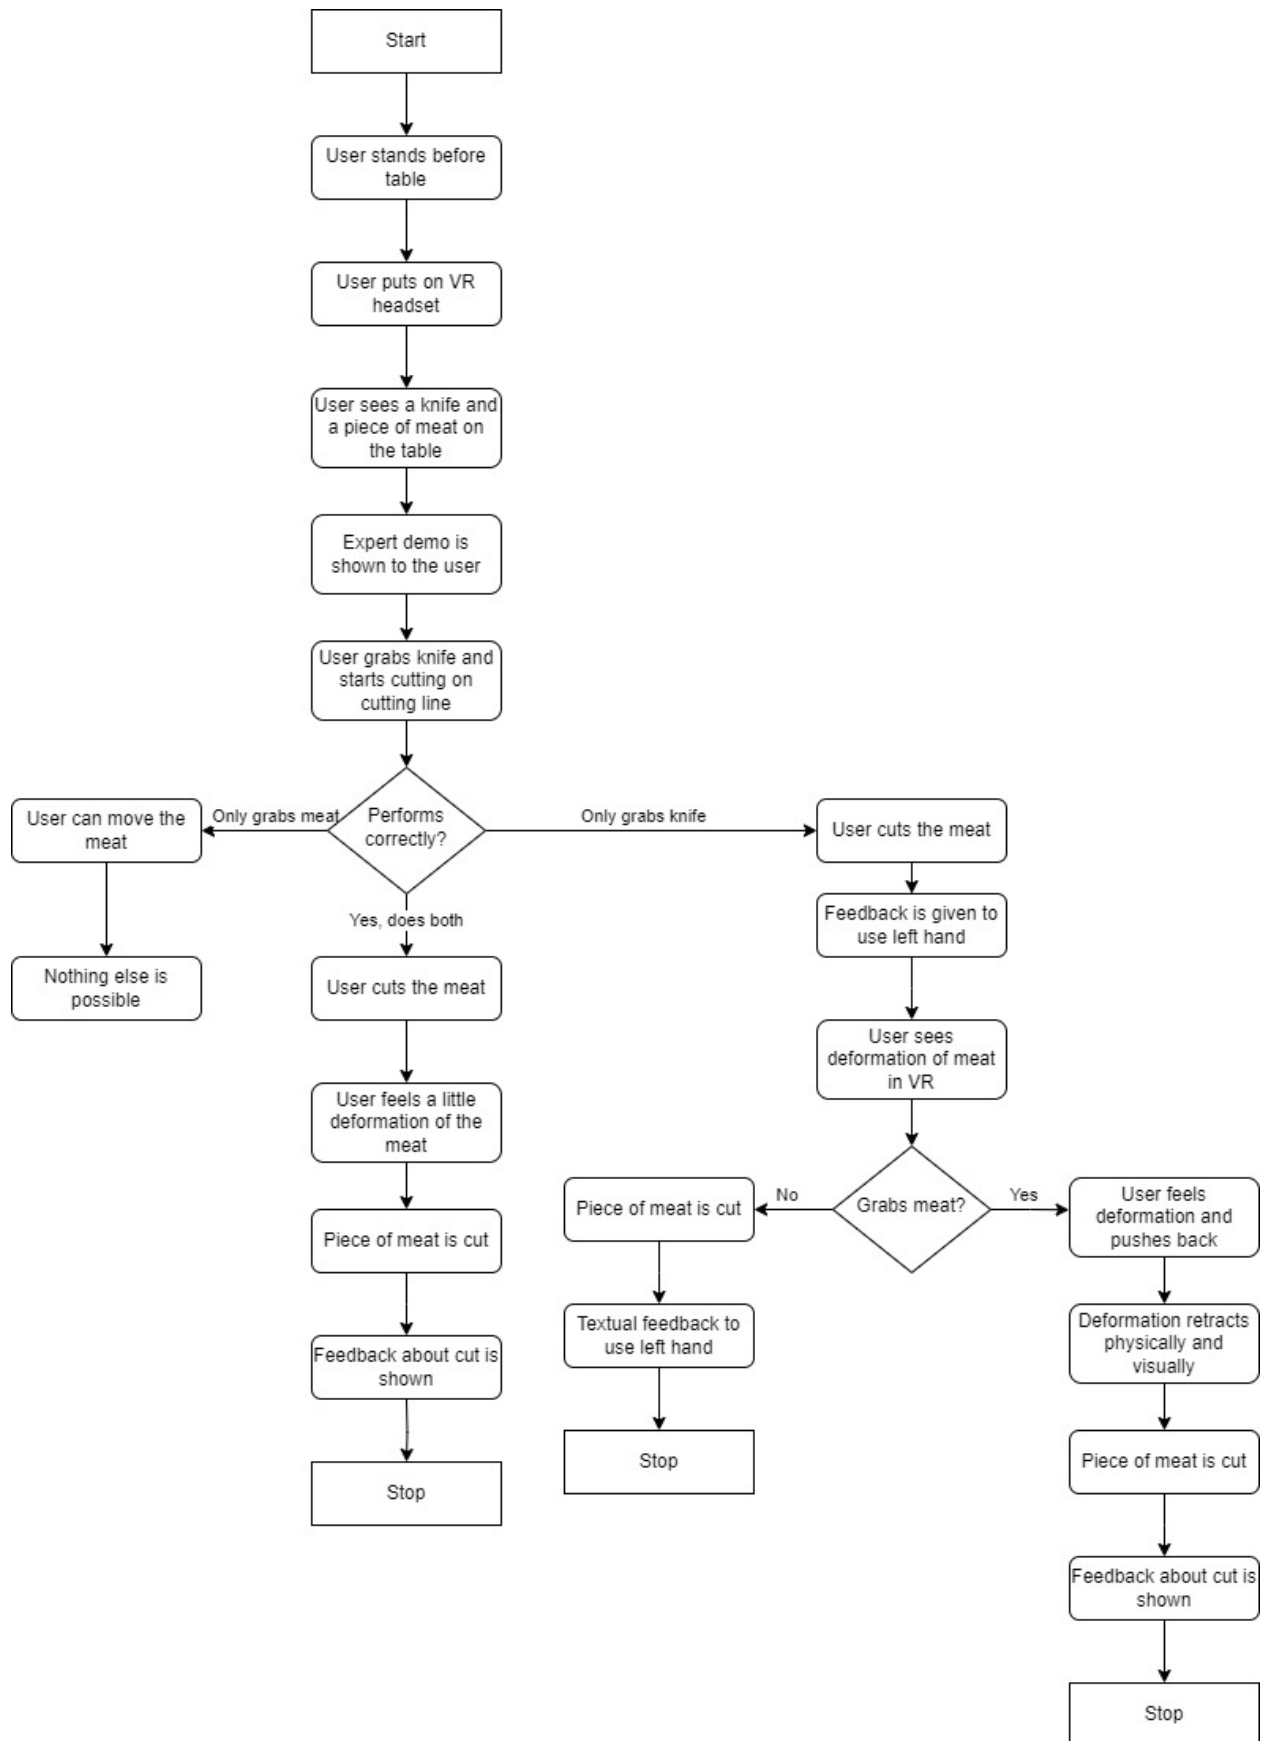 Start
User stands before
table
User puts on VR
headset
User sees a knife and
a piece of meat on
the table
Expert demo is
shown to the user
User grabs knife and
starts cutting on
cutting line
Performs
correctly?
Only grabs meat
User can move the
meat
Nothing else is
possible
Yes, does both
User cuts the meat
User feels a little
deformation of the
meat
Piece of meat is cut
Feedback about cut is
shown
Stop
Only grabs knife
User cuts the meat
Feedback is given to
use left hand
User sees
deformation of meat
in VR
Grabs meat?
No
Piece of meat is cut
Textual feedback to
use left hand
Stop
Yes
User feels
deformation and
pushes back
Deformation retracts
physically and
visually
Piece of meat is cut
Feedback about cut is
shown
Stop